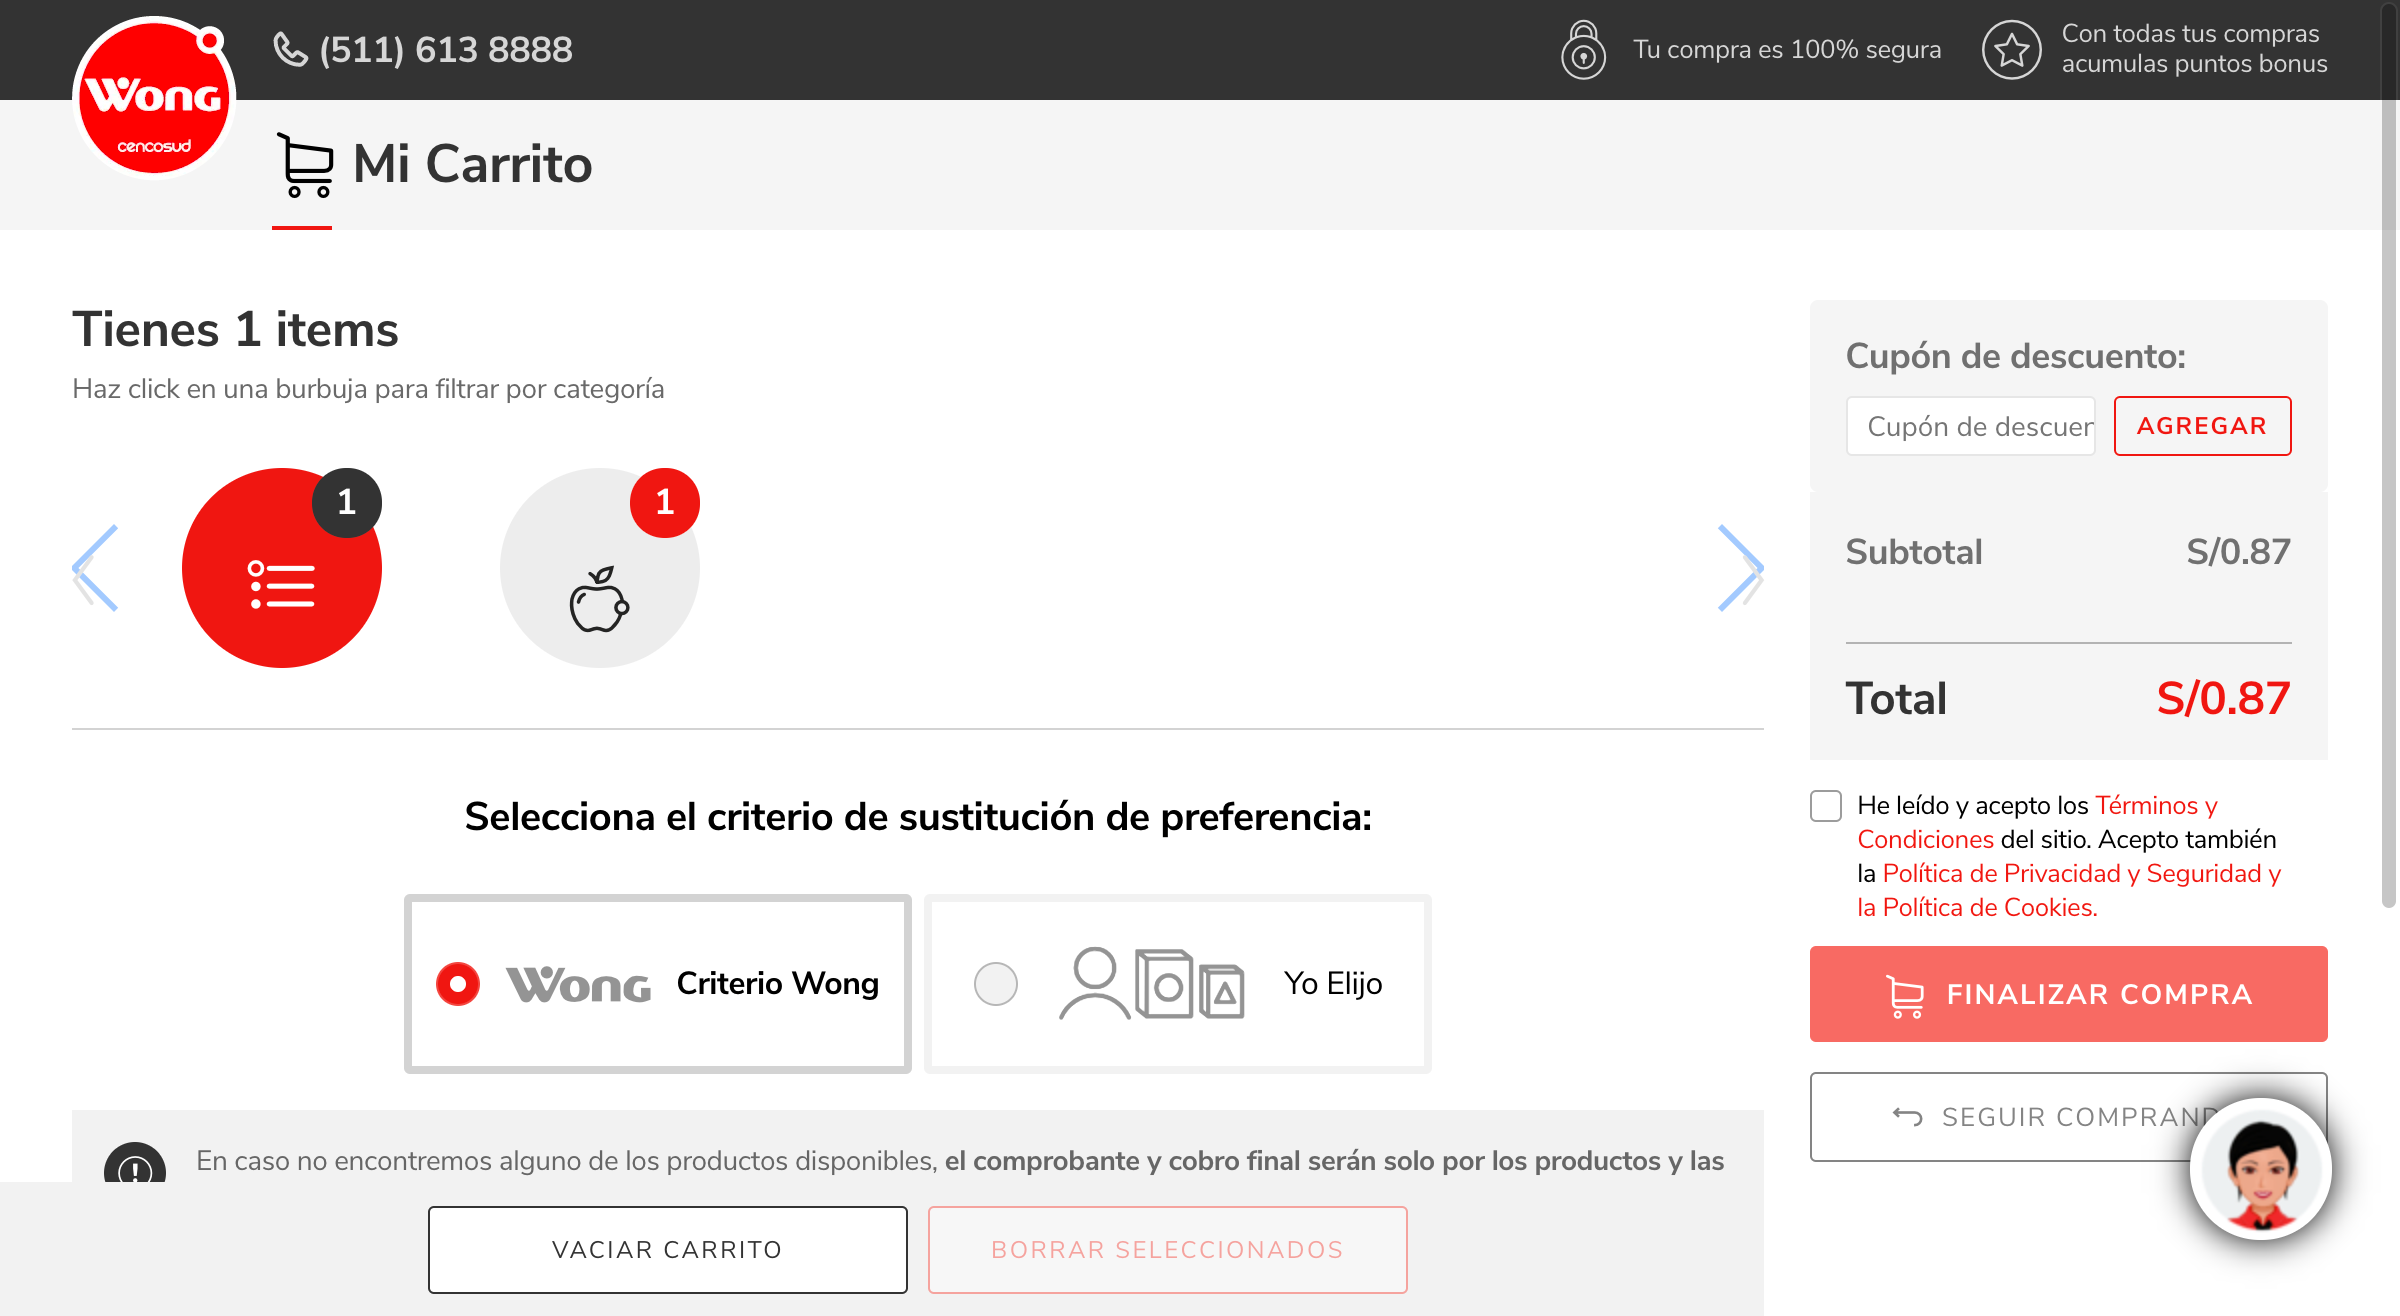 Wong
cencosud
(511) 613 8888
Tu compra es 100% segura
Con todas tus compras
acumulas puntos bonus
Mi Carrito
Tienes 1 items
Haz click en una burbuja para filtrar por categoría
1
1
Selecciona el criterio de sustitución de preferencia:
Wong
Criterio Wong
Yo Elijo
En caso no encontremos alguno de los productos disponibles, el comprobante y cobro final serán solo por los productos y las
VACIAR CARRITO
BORRAR SELECCIONADOS
Cupón de descuento:
Cupón de descuen
AGREGAR
Subtotal
S/0.87
Total
S/0.87
He leído y acepto los Términos y
Condiciones del sitio. Acepto también
la Política de Privacidad y Seguridad y
la Política de Cookies.
FINALIZAR COMPRA
SEGUIR COMPRAND